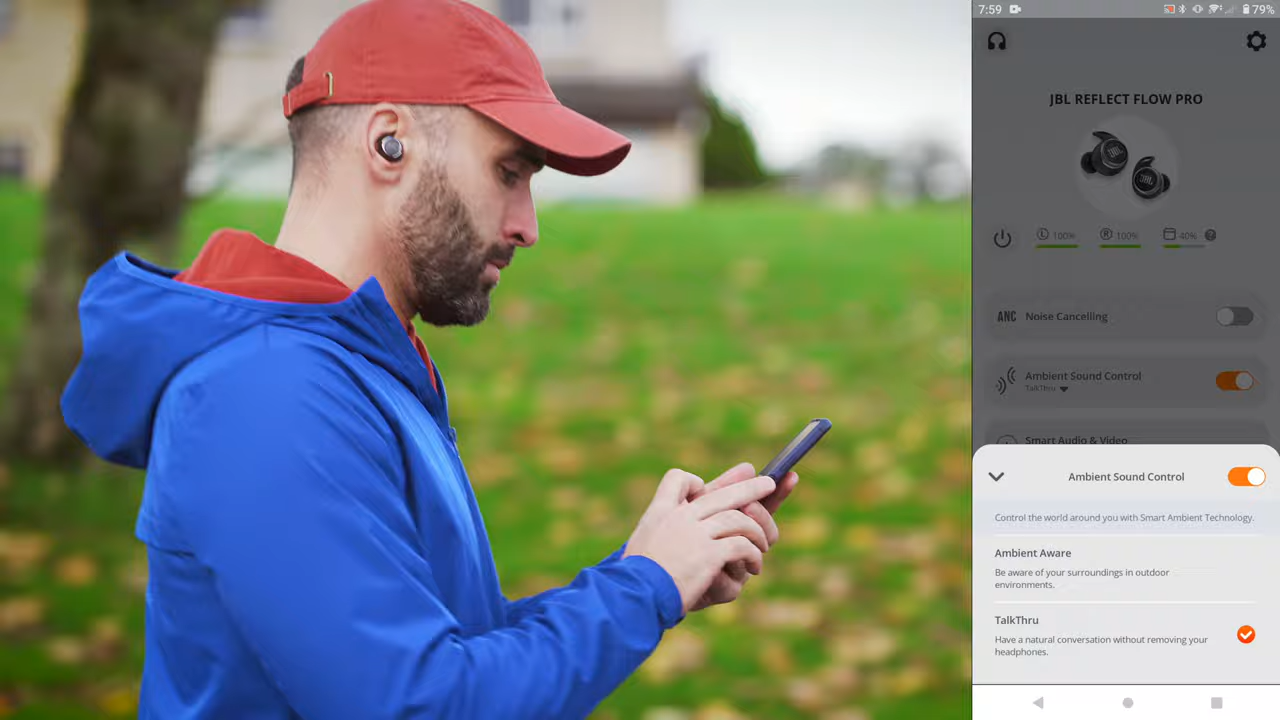 7:59
79%
JBL REFLECT FLOW PRO
JBL
JBL
L 100%
R 100%
40% ?
ANC Noise Cancelling
Ambient Sound Control
TalkThru
Smart Audio & Video
Ambient Sound Control
Control the world around you with Smart Ambient Technology.
Ambient Aware
Be aware of your surroundings in outdoor
environments.
TalkThru
Have a natural conversation without removing your
headphones.